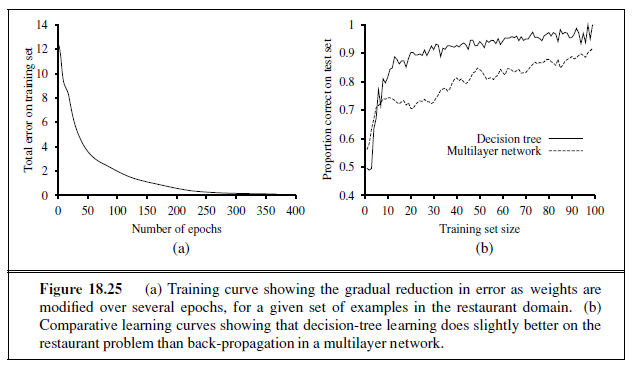 14
12
10
8
6
4
2
0
Total error on training set
0 50 100 150 200 250 300 350 400
Number of epochs
(a)
1
0.9
0.8
0.7
0.6
0.5
0.4
Proportion correct on test set
Decision tree
Multilayer network
0 10 20 30 40 50 60 70 80 90 100
Training set size
(b)
Figure 18.25 (a) Training curve showing the gradual reduction in error as weights are
modified over several epochs, for a given set of examples in the restaurant domain. (b)
Comparative learning curves showing that decision-tree learning does slightly better on the
restaurant problem than back-propagation in a multilayer network.